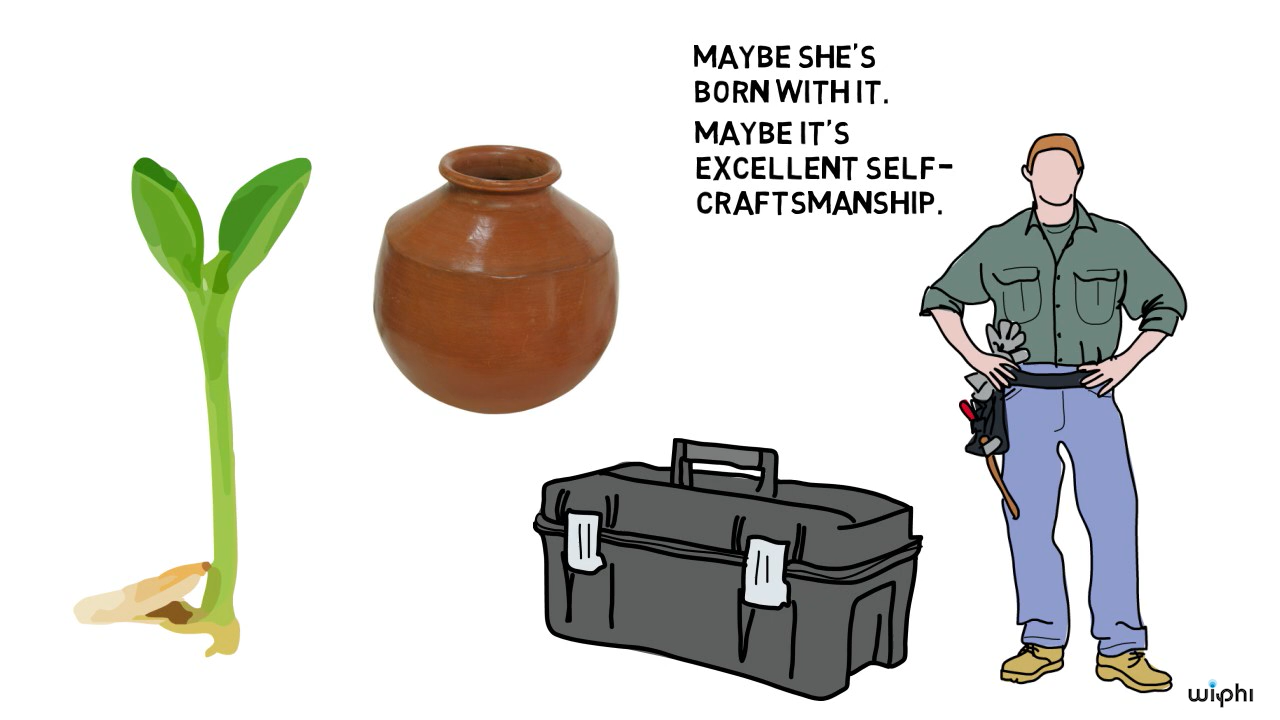 MAYBE SHE'S
BORN WITH IT.
MAYBE IT'S
EXCELLENT SELF-
CRAFTSMANSHIP.
wiphi